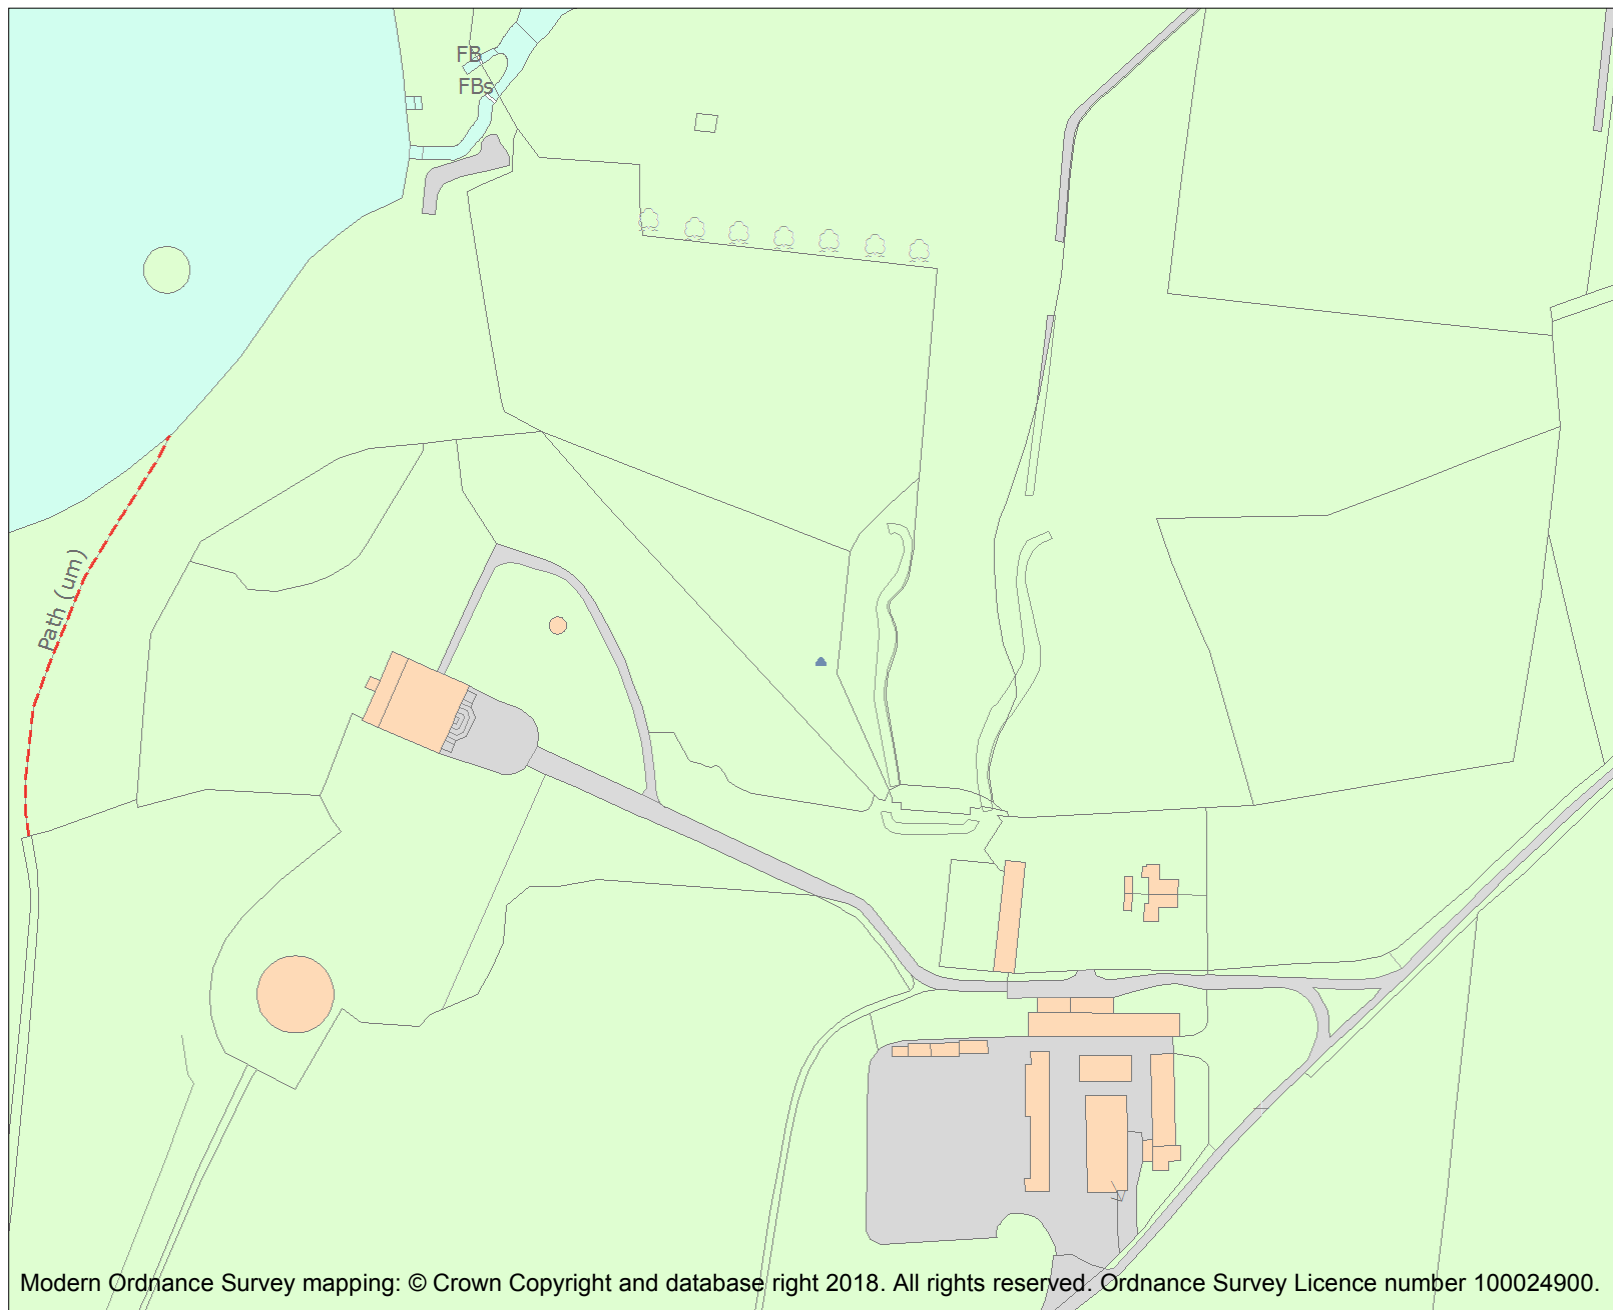 FB
FBs
Path (um)
Modern Ordnance Survey mapping: © Crown Copyright and database right 2018. All rights reserved. Ordnance Survey Licence number 100024900.